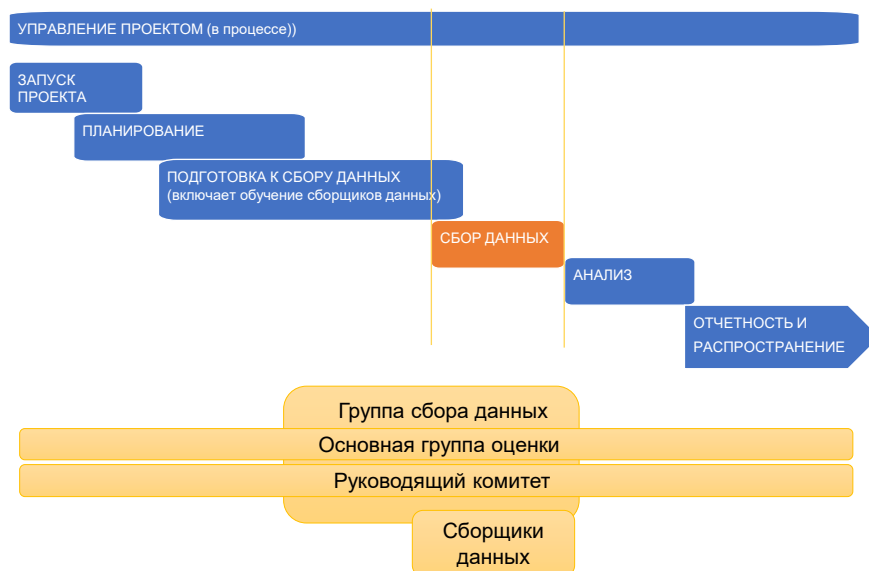 УПРАВЛЕНИЕ ПРОЕКТОМ (в процессе))
ЗАПУСК
ПРОЕКТА
ПЛАНИРОВАНИЕ
ПОДГОТОВКА К СБОРУ ДАННЫХ
(включает обучение сборщиков данных)
СБОР ДАННЫХ
АНАЛИЗ
ОТЧЕТНОСТЬ И
РАСПРОСТРАНЕНИЕ
Группа сбора данных
Основная группа оценки
Руководящий комитет
Сборщики
данных